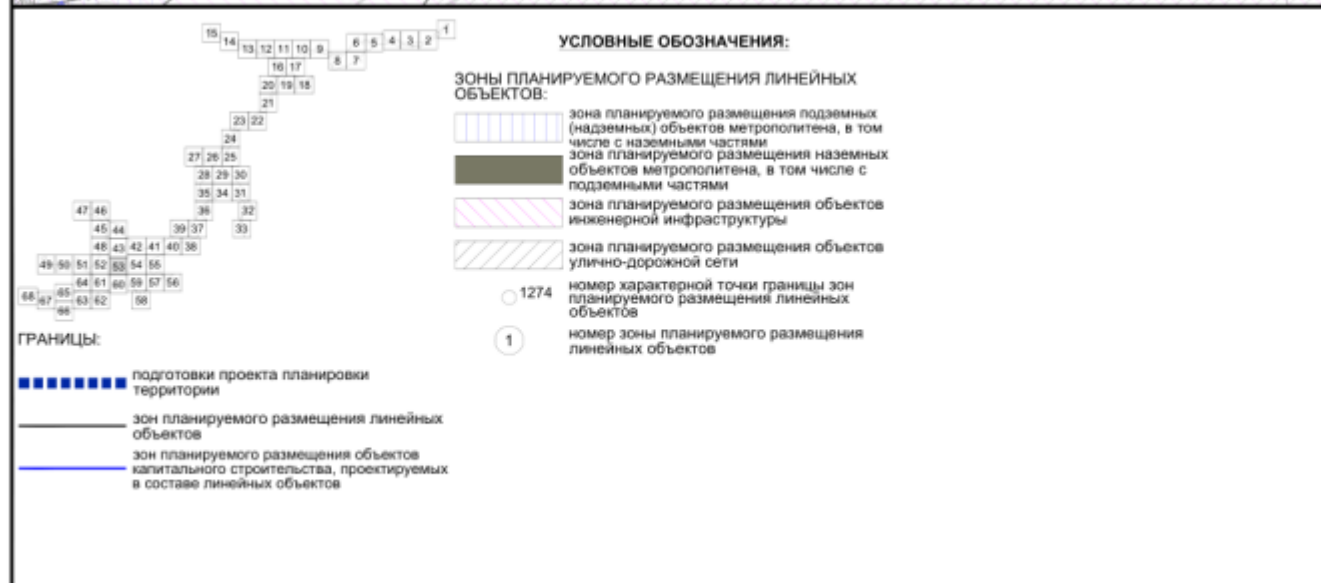 1
15
14 13 12 11 10 9 8 7 6 5 4 3 2
16 17
20 19 18
21
23 22
24
27 26 25
28 29 30
35 34 31
47 46 36 32
45 44 39 37 33
48 43 42 41 40 38
49 50 51 52 53 54 55
64 61 60 59 57 56
68 67 65 63 62 58
66
ГРАНИЦЫ:
подготовки проекта планировки
территории
зон планируемого размещения линейных
объектов
зон планируемого размещения объектов
капитального строительства, проектируемых
в составе линейных объектов
УСЛОВНЫЕ ОБОЗНАЧЕНИЯ:
ЗОНЫ ПЛАНИРУЕМОГО РАЗМЕЩЕНИЯ ЛИНЕЙНЫХ
ОБЪЕКТОВ:
зона планируемого размещения подземных
(надземных) объектов метрополитена, в том
числе с наземными частями
зона планируемого размещения наземных
объектов метрополитена, в том числе с
подземными частями
зона планируемого размещения объектов
инженерной инфраструктуры
зона планируемого размещения объектов
улично-дорожной сети
1274 номер характерной точки границы зон
планируемого размещения линейных
объектов
1 номер зоны планируемого размещения
линейных объектов